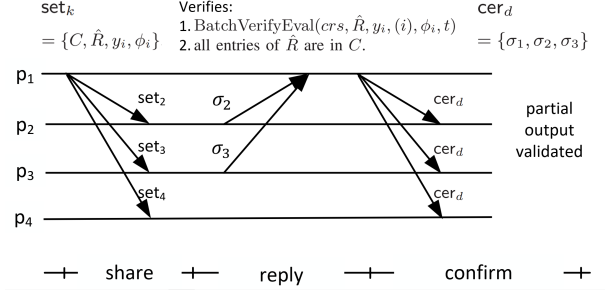 set_k
= {C, R̂, y_i, ϕ_i}
Verifies:
1. BatchVerifyEval(crs, R̂, y_i, (i), ϕ_i, t)
2. all entries of R̂ are in C.
cer_d
= {σ_1, σ_2, σ_3}
p_1
set_2
σ_2
cer_d
p_2
set_3
σ_3
cer_d
p_3
set_4
cer_d
p_4
partial
output
validated
share
reply
confirm